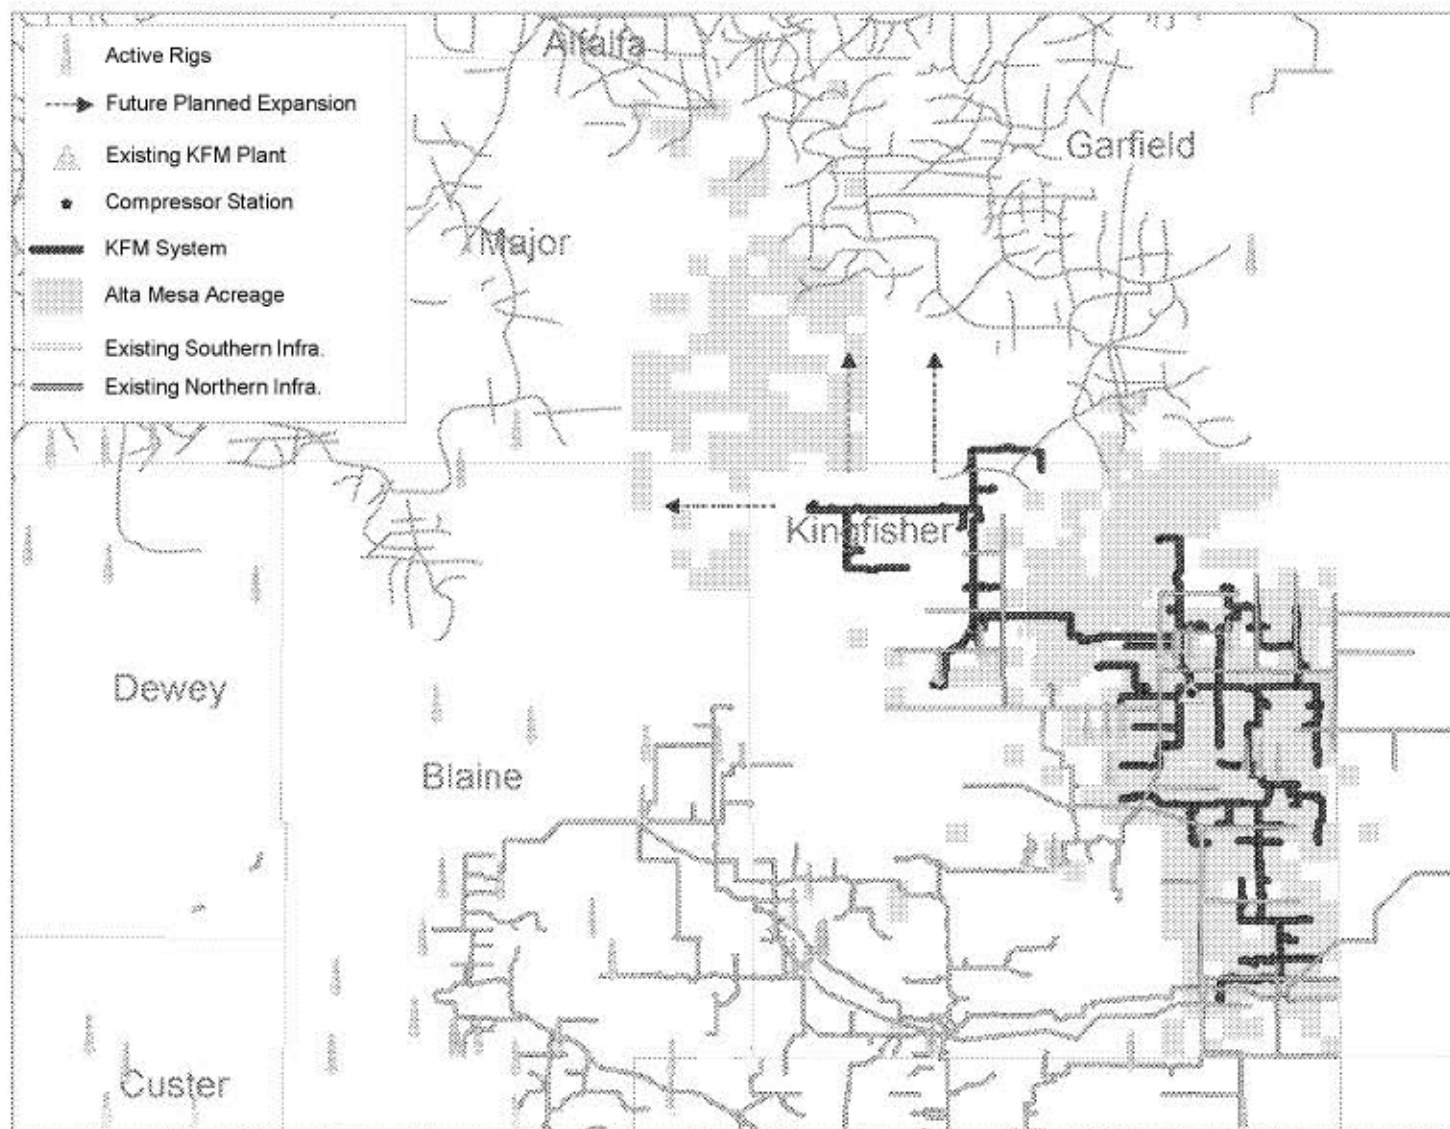 Active Rigs
Future Planned Expansion
Existing KFM Plant
Compressor Station
KFM System
Alta Mesa Acreage
Existing Southern Infra.
Existing Northern Infra.
Alfalfa
Garfield
Major
Kingfisher
Dewey
Blaine
Custer